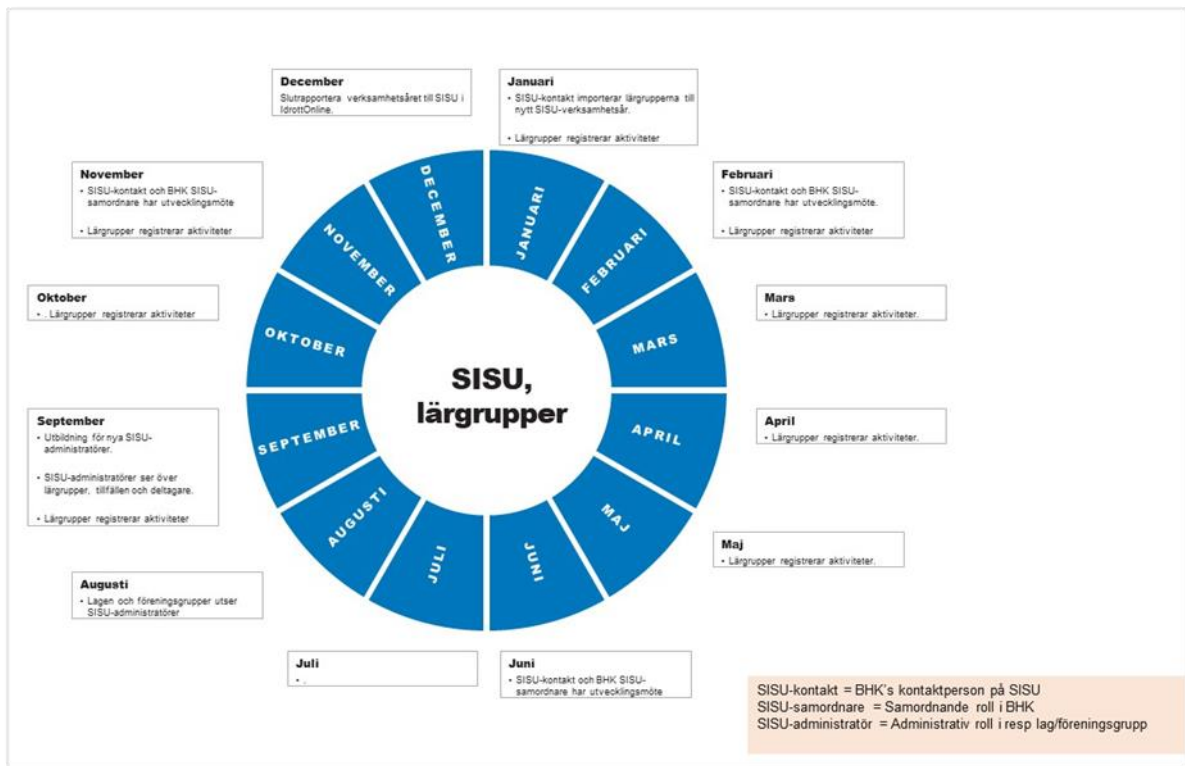 December
Slutrapportera verksamhetsåret till SISU i
IdrottOnline.
Januari
• SISU-kontakt importerar lärgrupperna till
nytt SISU-verksamhetsår.
• Lärgrupper registrerar aktiviteter
November
• SISU-kontakt och BHK SISU-
samordnare har utvecklingsmöte
• Lärgrupper registrerar aktiviteter
Februari
• SISU-kontakt och BHK SISU-
samordnare har utvecklingsmöte.
• Lärgrupper registrerar aktiviteter
Oktober
• . Lärgrupper registrerar aktiviteter
Mars
• Lärgrupper registrerar aktiviteter.
September
• Utbildning för nya SISU-
administratörer.
• SISU-administratörer ser över
lärgrupper, tillfällen och deltagare.
• Lärgrupper registrerar aktiviteter
April
• Lärgrupper registrerar aktiviteter.
Augusti
• Lagen och föreningsgrupper utser
SISU-administratörer
Maj
• Lärgrupper registrerar aktiviteter.
Juli
• .
Juni
• SISU-kontakt och BHK SISU-
samordnare har utvecklingsmöte
JANUARI
FEBRUARI
MARS
APRIL
MAJ
JUNI
JULI
AUGUSTI
SEPTEMBER
OKTOBER
NOVEMBER
DECEMBER
SISU,
lärgrupper
SISU-kontakt = BHK's kontaktperson på SISU
SISU-samordnare = Samordnande roll i BHK
SISU-administratör = Administrativ roll i resp lag/föreningsgrupp